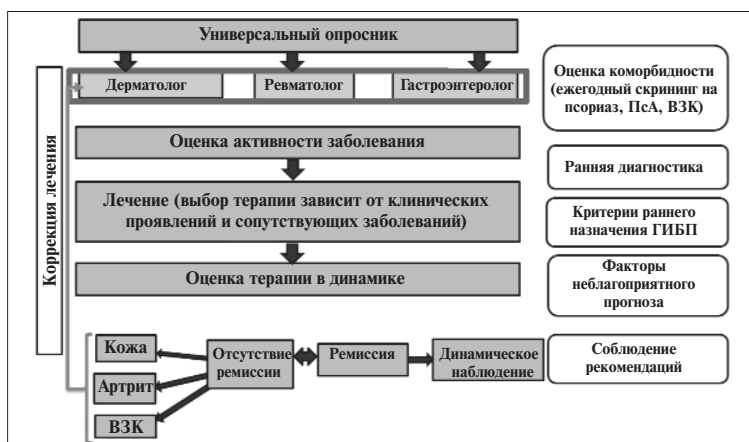 Универсальный опросник
Дерматолог
Ревматолог
Гастроэнтеролог
Оценка активности заболевания
Лечение (выбор терапии зависит от клинических
проявлений и сопутствующих заболеваний)
Оценка терапии в динамике
Коррекция лечения
Кожа
Артрит
ВЗК
Отсутствие
ремиссии
Ремиссия
Динамическое
наблюдение
Оценка коморбидности
(ежегодный скрининг на
псориаз, ПсА, ВЗК)
Ранняя диагностика
Критерии раннего
назначения ГИБП
Факторы
неблагоприятного
прогноза
Соблюдение
рекомендаций